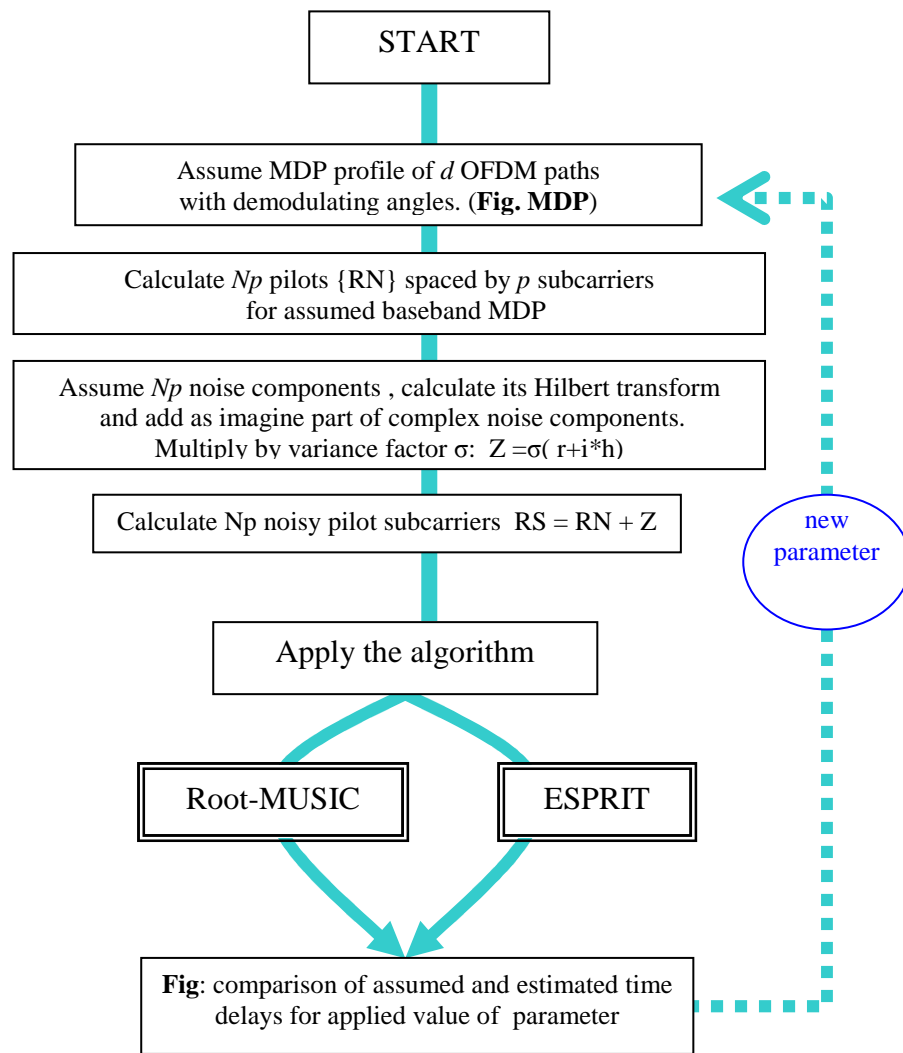 START
Assume MDP profile of d OFDM paths
with demodulating angles. (Fig. MDP)
Calculate Np pilots {RN} spaced by p subcarriers
for assumed baseband MDP
Assume Np noise components , calculate its Hilbert transform
and add as imagine part of complex noise components.
Multiply by variance factor σ: Z =σ( r+i*h)
Calculate Np noisy pilot subcarriers RS = RN + Z
new
parameter
Apply the algorithm
Root-MUSIC
ESPRIT
Fig: comparison of assumed and estimated time
delays for applied value of parameter